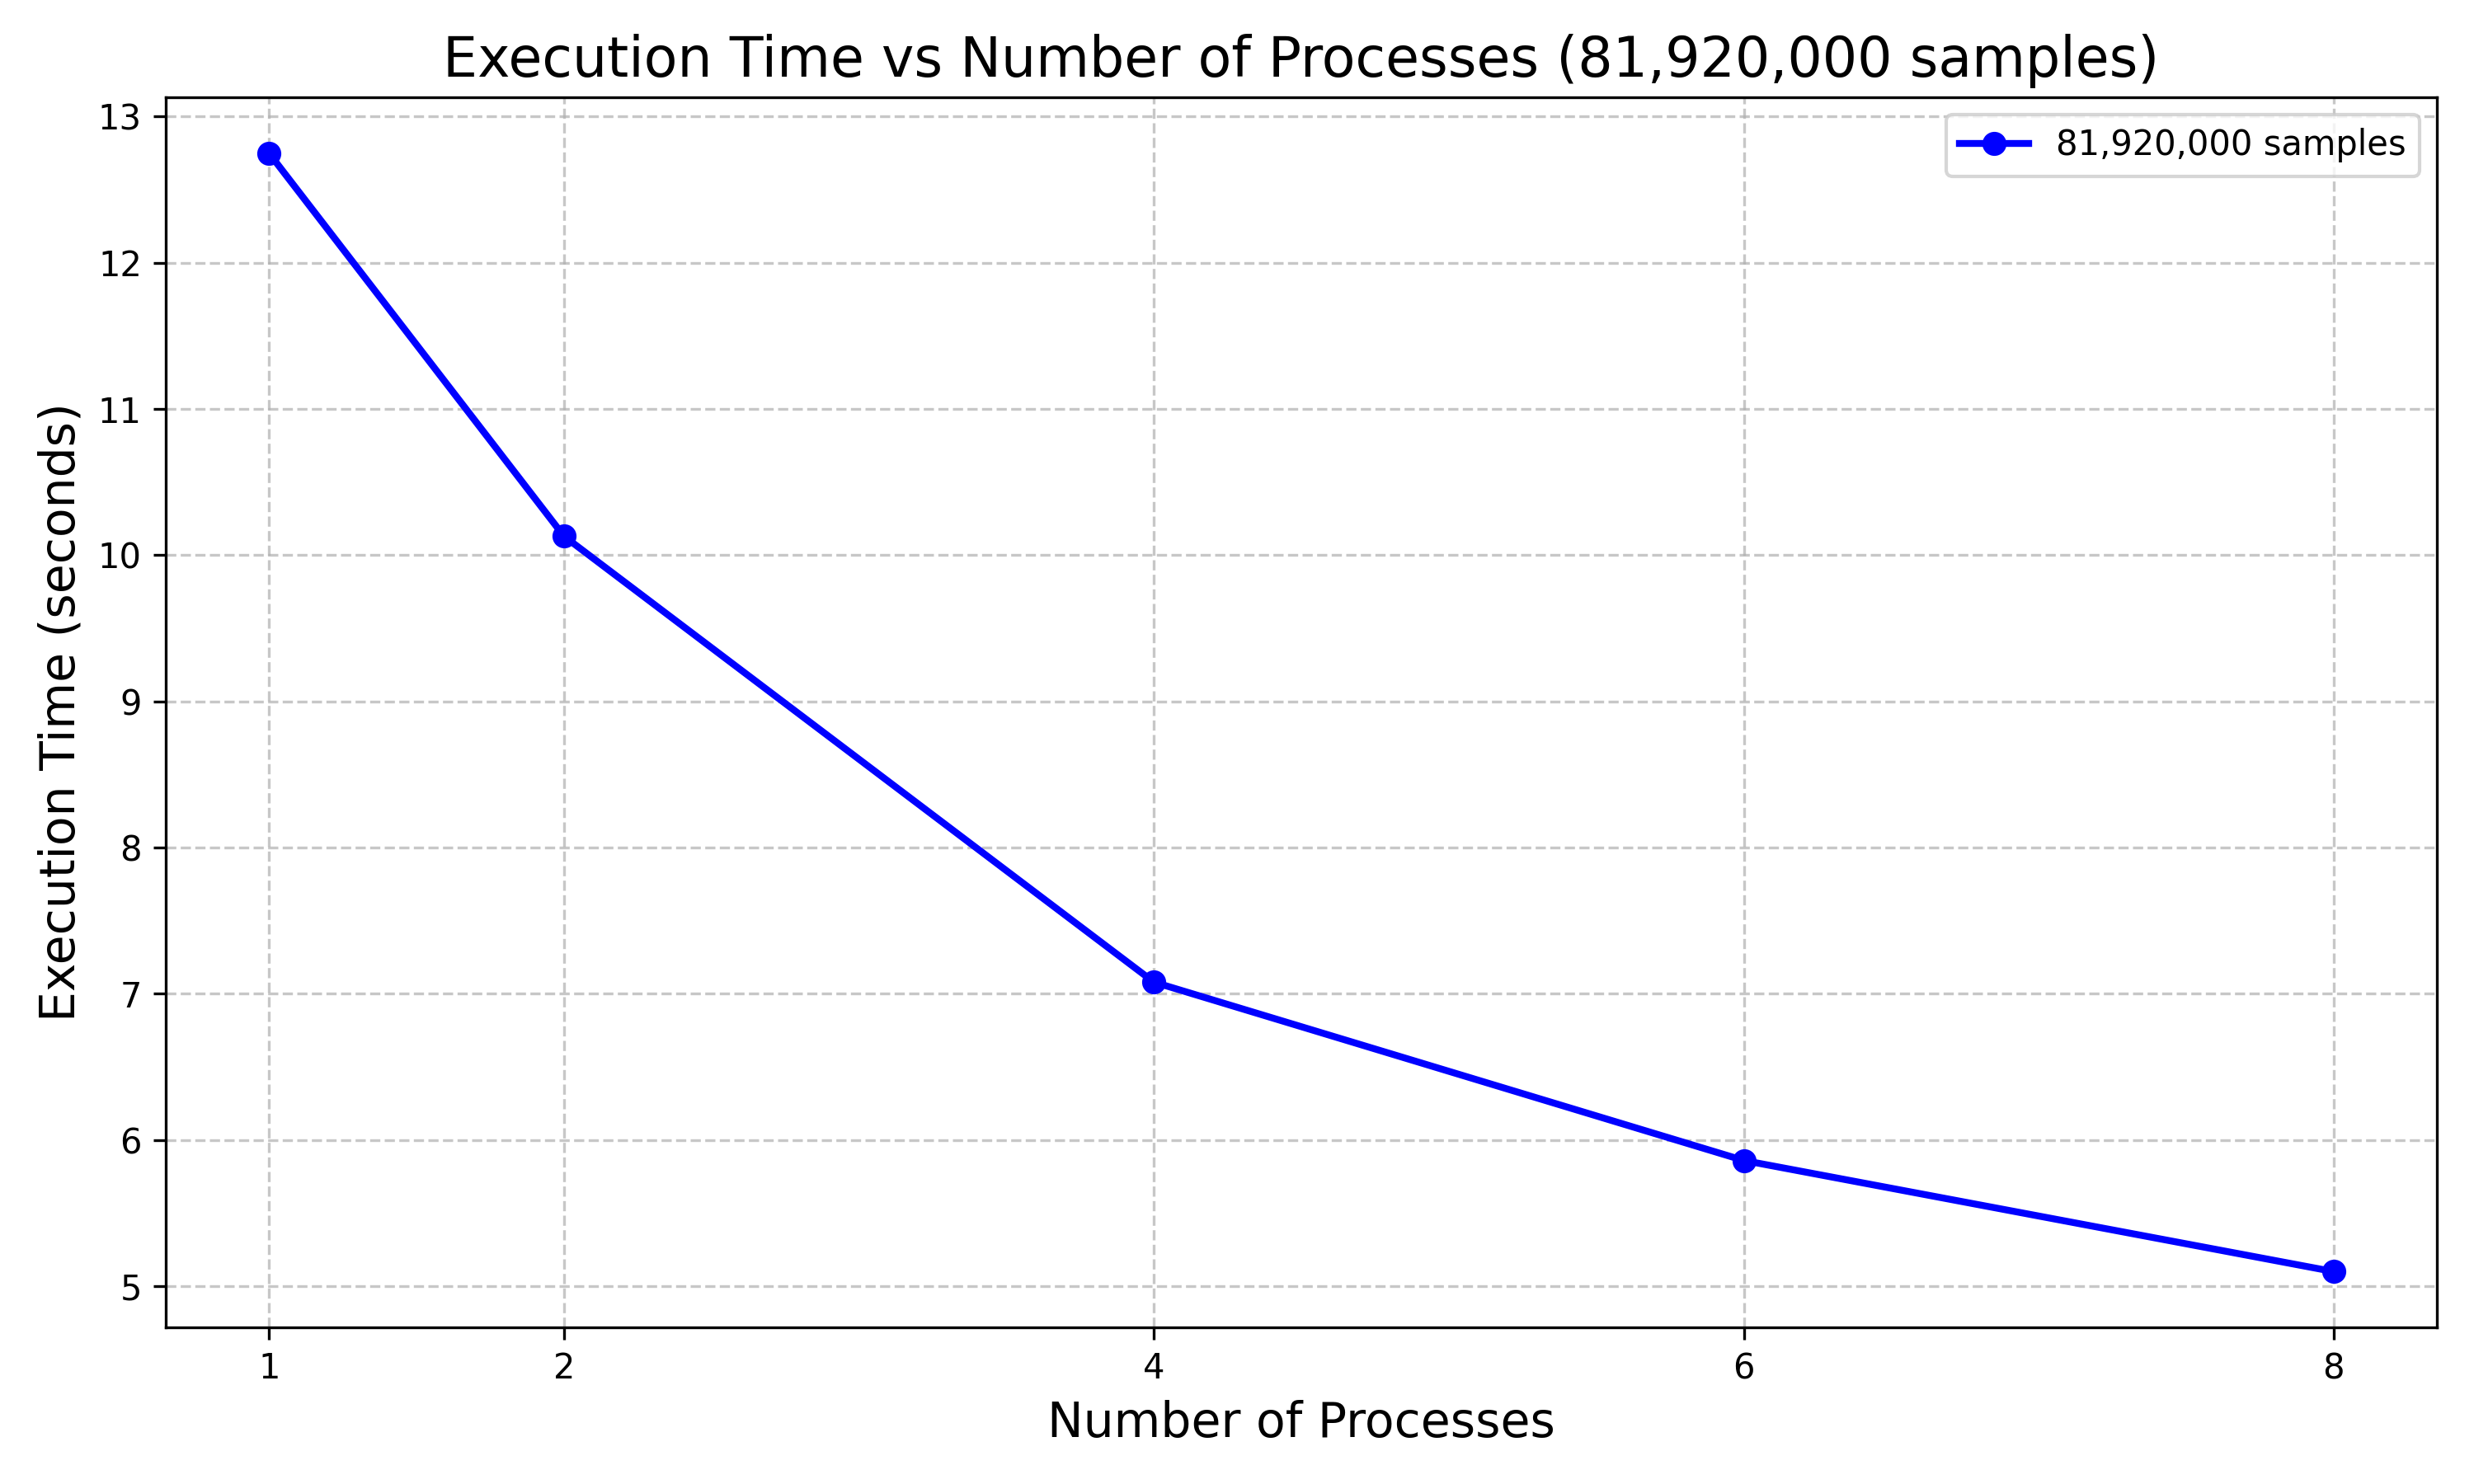 Execution Time vs Number of Processes (81,920,000 samples)
81,920,000 samples
13
12
11
10
9
8
7
6
5
Execution Time (seconds)
1 2 4 6 8
Number of Processes